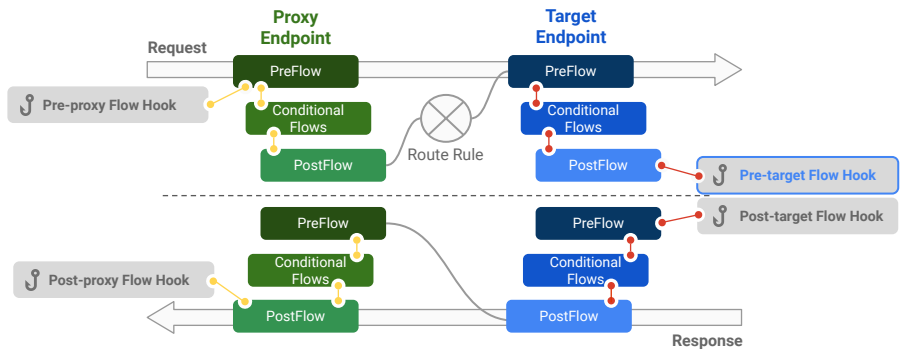 Proxy
Endpoint
Target
Endpoint
Request
PreFlow
PreFlow
Pre-proxy Flow Hook
Conditional
Flows
Conditional
Flows
Route Rule
PostFlow
PostFlow
Pre-target Flow Hook
PreFlow
PreFlow
Post-target Flow Hook
Post-proxy Flow Hook
Conditional
Flows
Conditional
Flows
PostFlow
PostFlow
Response